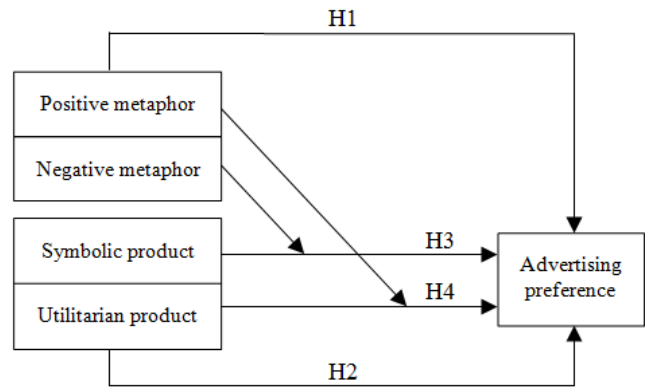 H1
Positive metaphor
Negative metaphor
Symbolic product
Utilitarian product
H3
H4
Advertising
preference
H2